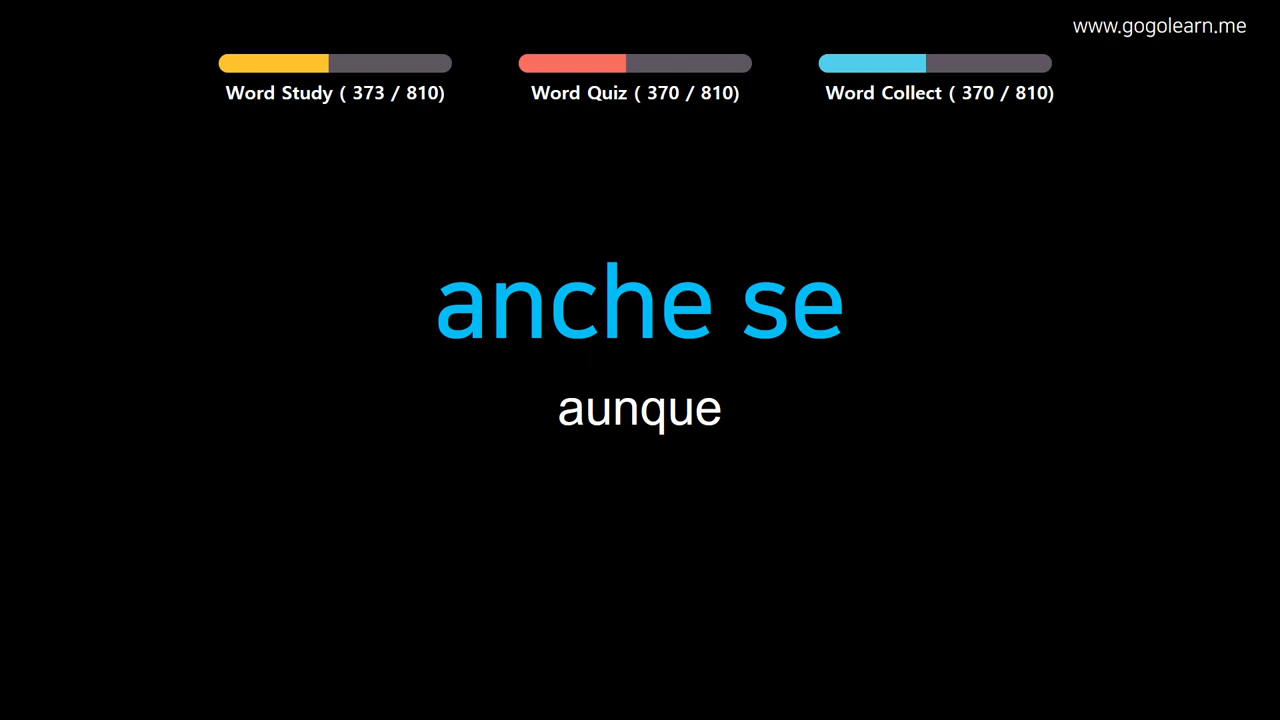 www.gogolearn.me
Word Study ( 373 / 810)
Word Quiz ( 370 / 810)
Word Collect ( 370 / 810)
anche se
aunque